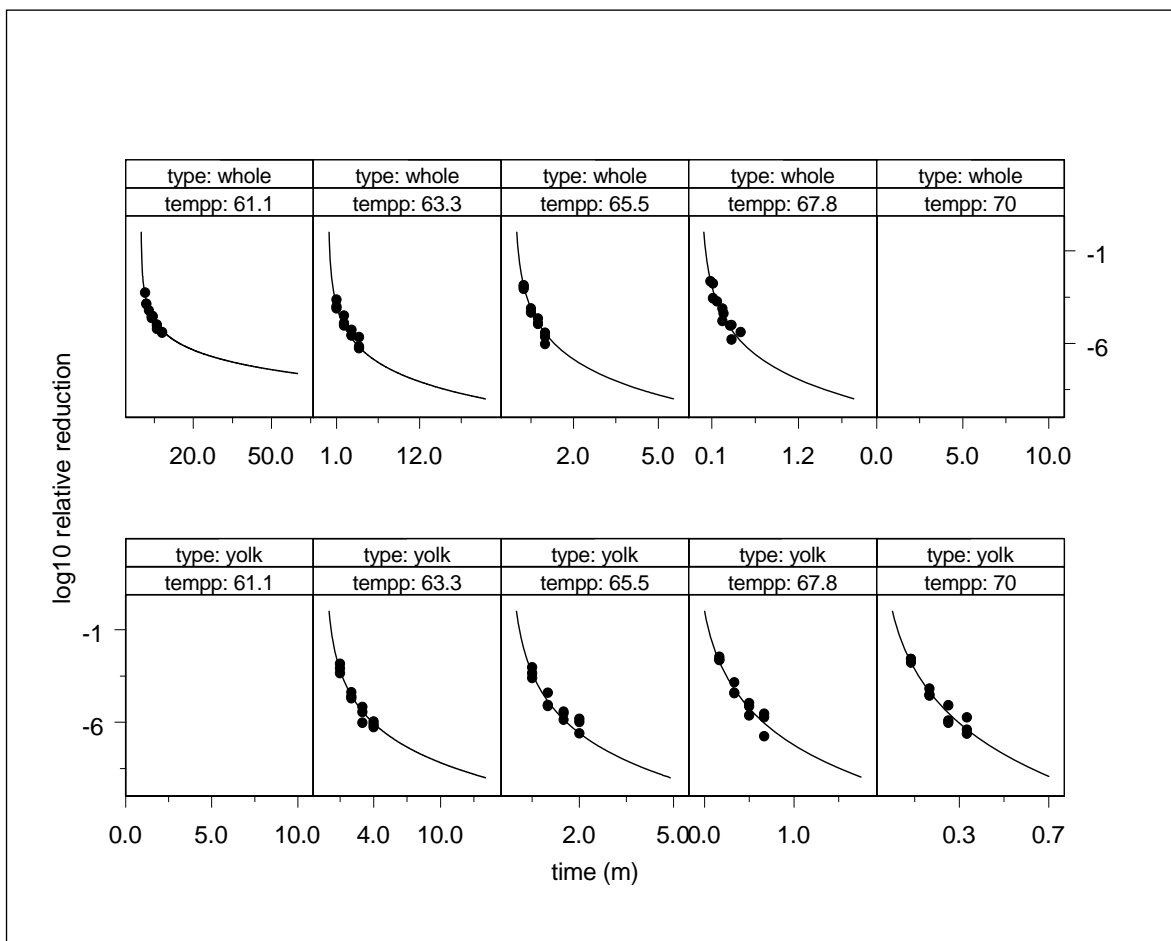 type: whole type: whole type: whole type: whole type: whole
tempp: 61.1 tempp: 63.3 tempp: 65.5 tempp: 67.8 tempp: 70
-1
-6
20.0 50.0 1.0 12.0 2.0 5.0 0.1 1.2 0.0 5.0 10.0
log10 relative reduction
type: yolk type: yolk type: yolk type: yolk type: yolk
tempp: 61.1 tempp: 63.3 tempp: 65.5 tempp: 67.8 tempp: 70
-1
-6
0.0 5.0 10.0 4.0 10.0 2.0 5.0 0.0 1.0 0.3 0.7
time (m)